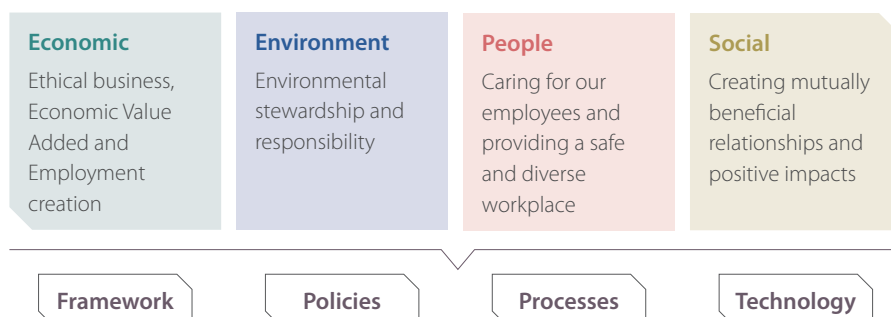 Economic
Ethical business,
Economic Value
Added and
Employment
creation
Environment
Environmental
stewardship and
responsibility
People
Caring for our
employees and
providing a safe
and diverse
workplace
Social
Creating mutually
beneficial
relationships and
positive impacts
Framework
Policies
Processes
Technology